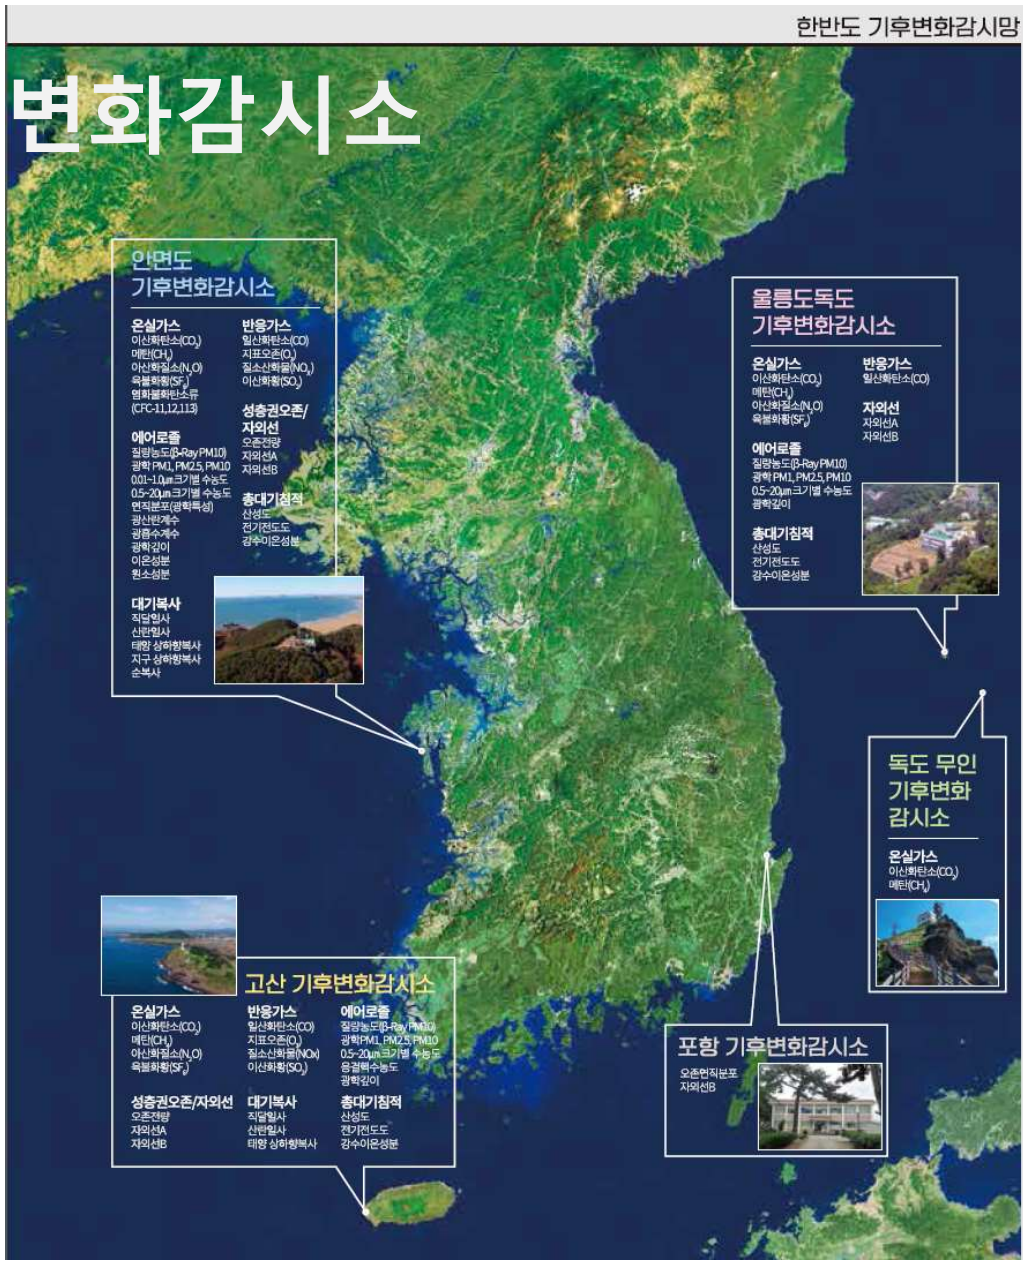 한반도 기후변화감시망
변화감시소
안면도
기후변화감시소
온실가스
이산화탄소(CO₂)
메탄(CH₄)
아산화질소(N₂O)
육불화황(SF₆)
염화불화탄소류
(CFC-11,12,113)
에어로졸
질량농도(β-Ray PM10)
광학 PM1, PM2.5, PM10
0.01~1.0μm 크기별 수농도
0.5~20μm 크기별 수농도
연직분포(광학특성)
광산란계수
광흡수계수
광학깊이
이온성분
원소성분
대기복사
직달일사
산란일사
태양 상하향복사
지구 상하향복사
순복사
반응가스
일산화탄소(CO)
지표오존(O₃)
질소산화물(NOₓ)
이산화황(SO₂)
성층권오존/
자외선
오존전량
자외선A
자외선B
총대기침적
산성도
전기전도도
강수이온성분
울릉도독도
기후변화감시소
온실가스
이산화탄소(CO₂)
메탄(CH₄)
아산화질소(N₂O)
육불화황(SF₆)
에어로졸
질량농도(β-Ray PM10)
광학 PM1, PM2.5, PM10
0.5~20μm 크기별 수농도
광학깊이
총대기침적
산성도
전기전도도
강수이온성분
반응가스
일산화탄소(CO)
자외선
자외선A
자외선B
독도 무인
기후변화
감시소
온실가스
이산화탄소(CO₂)
메탄(CH₄)
고산 기후변화감시소
온실가스
이산화탄소(CO₂)
메탄(CH₄)
아산화질소(N₂O)
육불화황(SF₆)
반응가스
일산화탄소(CO)
지표오존(O₃)
질소산화물(NOx)
이산화황(SO₂)
에어로졸
질량농도(β-Ray PM10)
광학PM1, PM2.5, PM10
0.5~20μm 크기별 수농도
응결핵수농도
광학깊이
성층권오존/자외선
오존전량
자외선A
자외선B
대기복사
직달일사
산란일사
태양 상하향복사
총대기침적
산성도
전기전도도
강수이온성분
포항 기후변화감시소
오존연직분포
자외선B